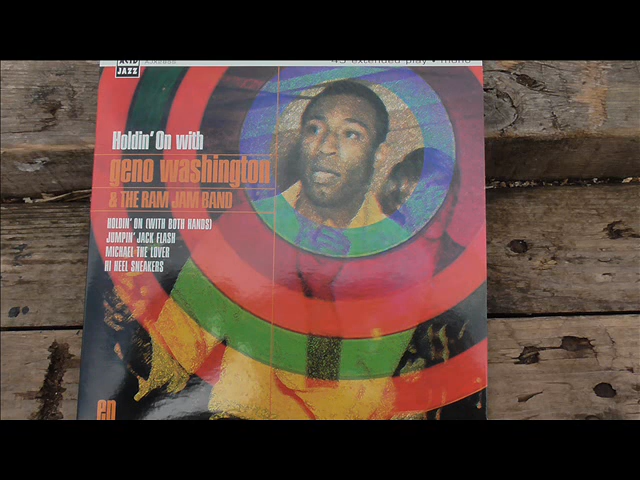 ACID
JAZZ
45 extended play • mono
Holdin' On with
geno washington
& THE RAM JAM BAND
HOLDIN' ON (WITH BOTH HANDS)
JUMPIN' JACK FLASH
MICHAEL THE LOVER
HI HEEL SNEAKERS
ep